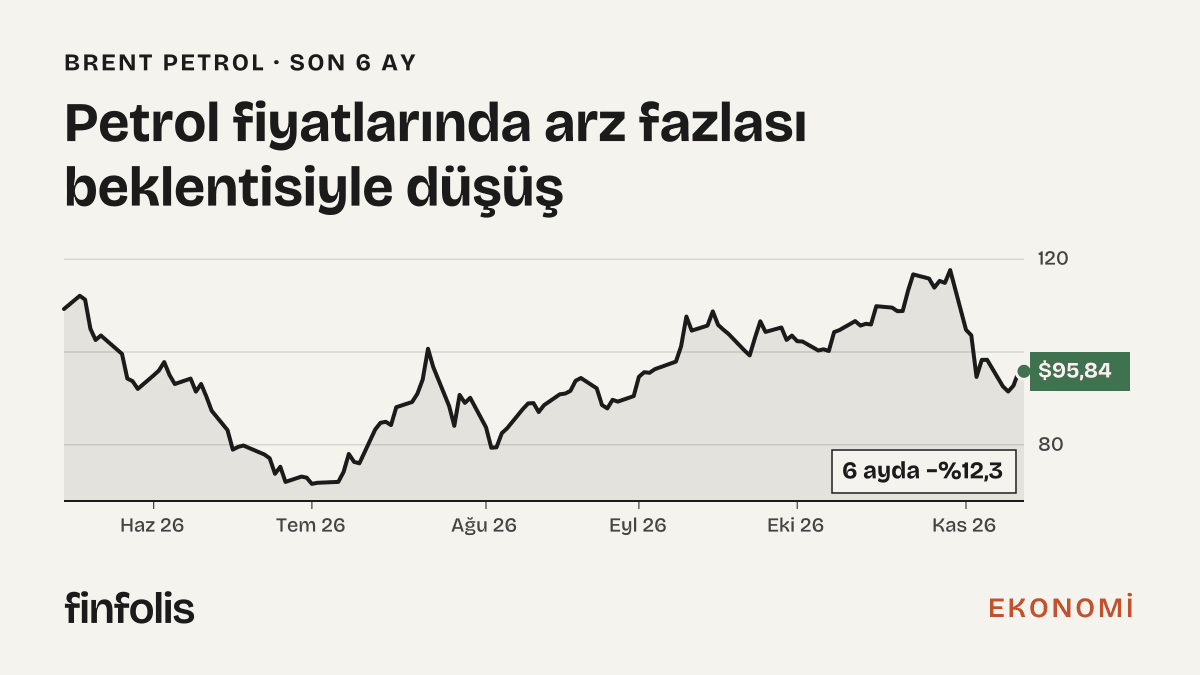 BRENT PETROL · SON 6 AY
Petrol fiyatlarında arz fazlası
beklentisiyle düşüş
120
$95,84
80
6 ayda −%12,3
Haz 26 Tem 26 Ağu 26 Eyl 26 Eki 26 Kas 26
finfolis
EKONOMİ